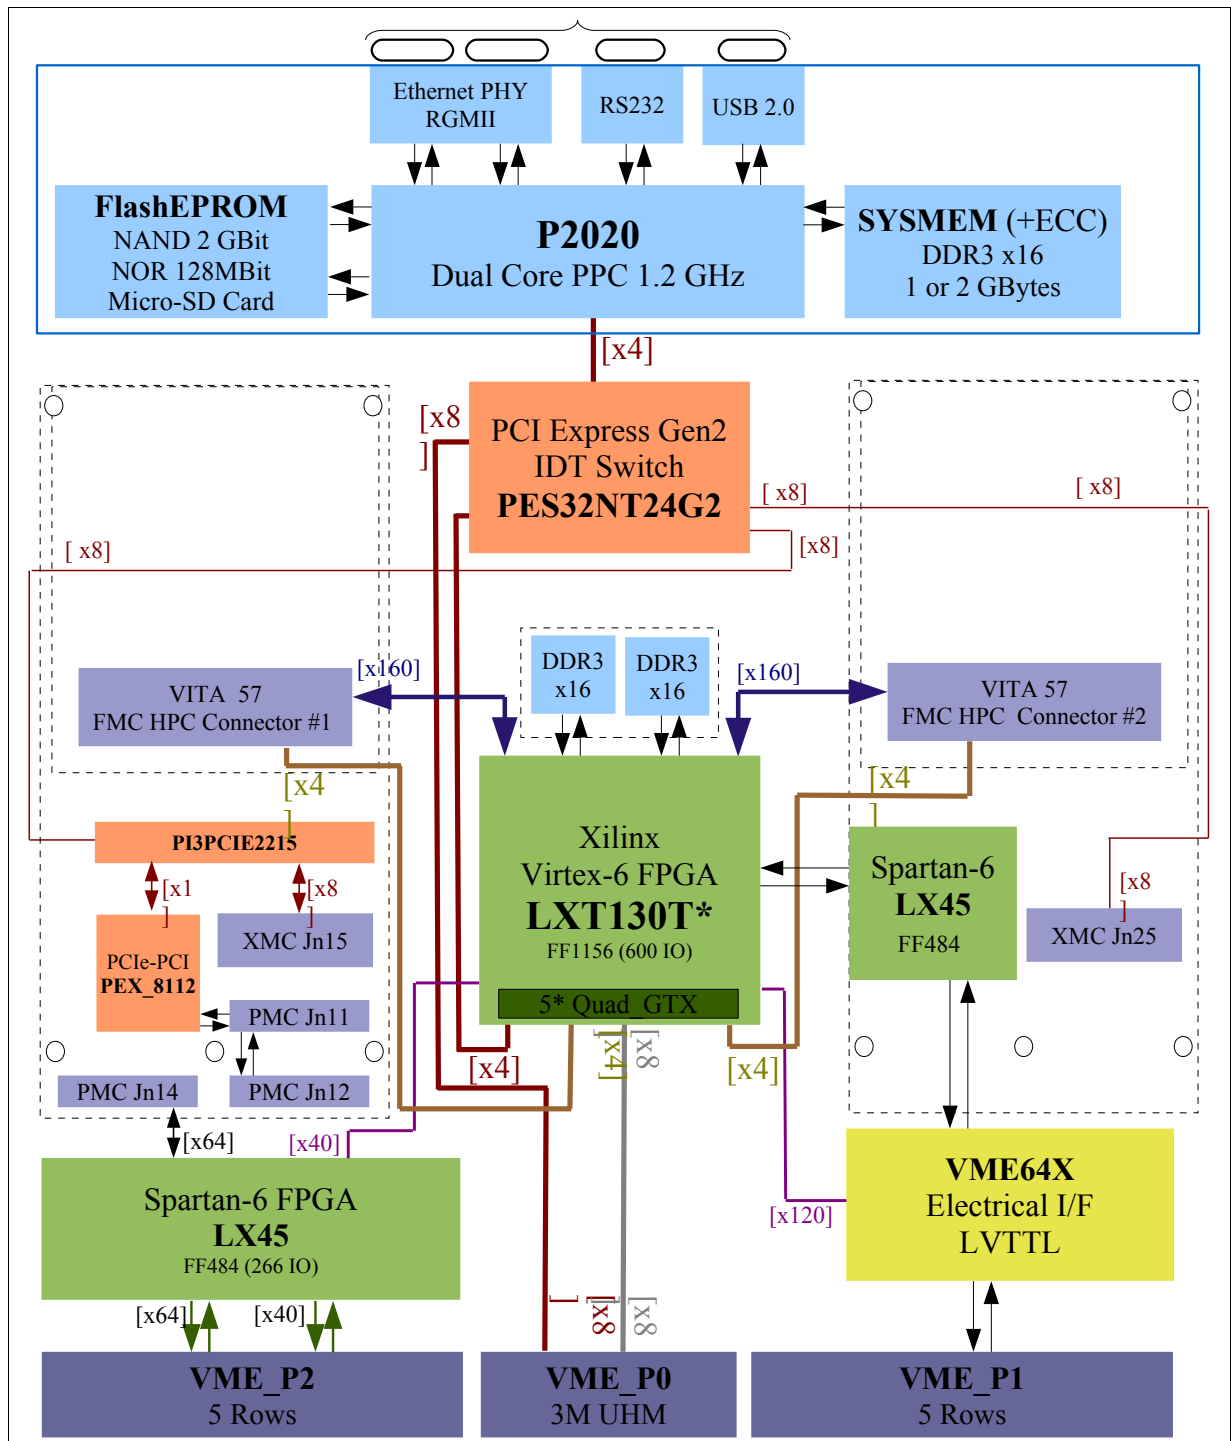 Ethernet PHY
RGMII
RS232
USB 2.0
FlashEPROM
NAND 2 GBit
NOR 128MBit
Micro-SD Card
P2020
Dual Core PPC 1.2 GHz
SYSMEM (+ECC)
DDR3 x16
1 or 2 GBytes
[x4]
[x8
]
PCI Express Gen2
IDT Switch
PES32NT24G2
[ x8]
[ x8]
[ x8]
[x8]
DDR3
x16
DDR3
x16
[x160]
[x160]
VITA 57
FMC HPC Connector #1
VITA 57
FMC HPC Connector #2
[x4
]
[x4
]
PI3PCIE2215
[x1
]
[x8
]
XMC Jn15
PCIe-PCI
PEX_8112
PMC Jn11
PMC Jn14
PMC Jn12
Xilinx
Virtex-6 FPGA
LXT130T*
FF1156 (600 IO)
5* Quad_GTX
Spartan-6
LX45
FF484
[x8
]
XMC Jn25
[x4]
[x4]
[x8
]
[x4]
[x64]
[x40]
[x120]
Spartan-6 FPGA
LX45
FF484 (266 IO)
VME64X
Electrical I/F
LVTTL
[x64]
[x40]
[x8
]
[x8
]
VME_P2
5 Rows
VME_P0
3M UHM
VME_P1
5 Rows